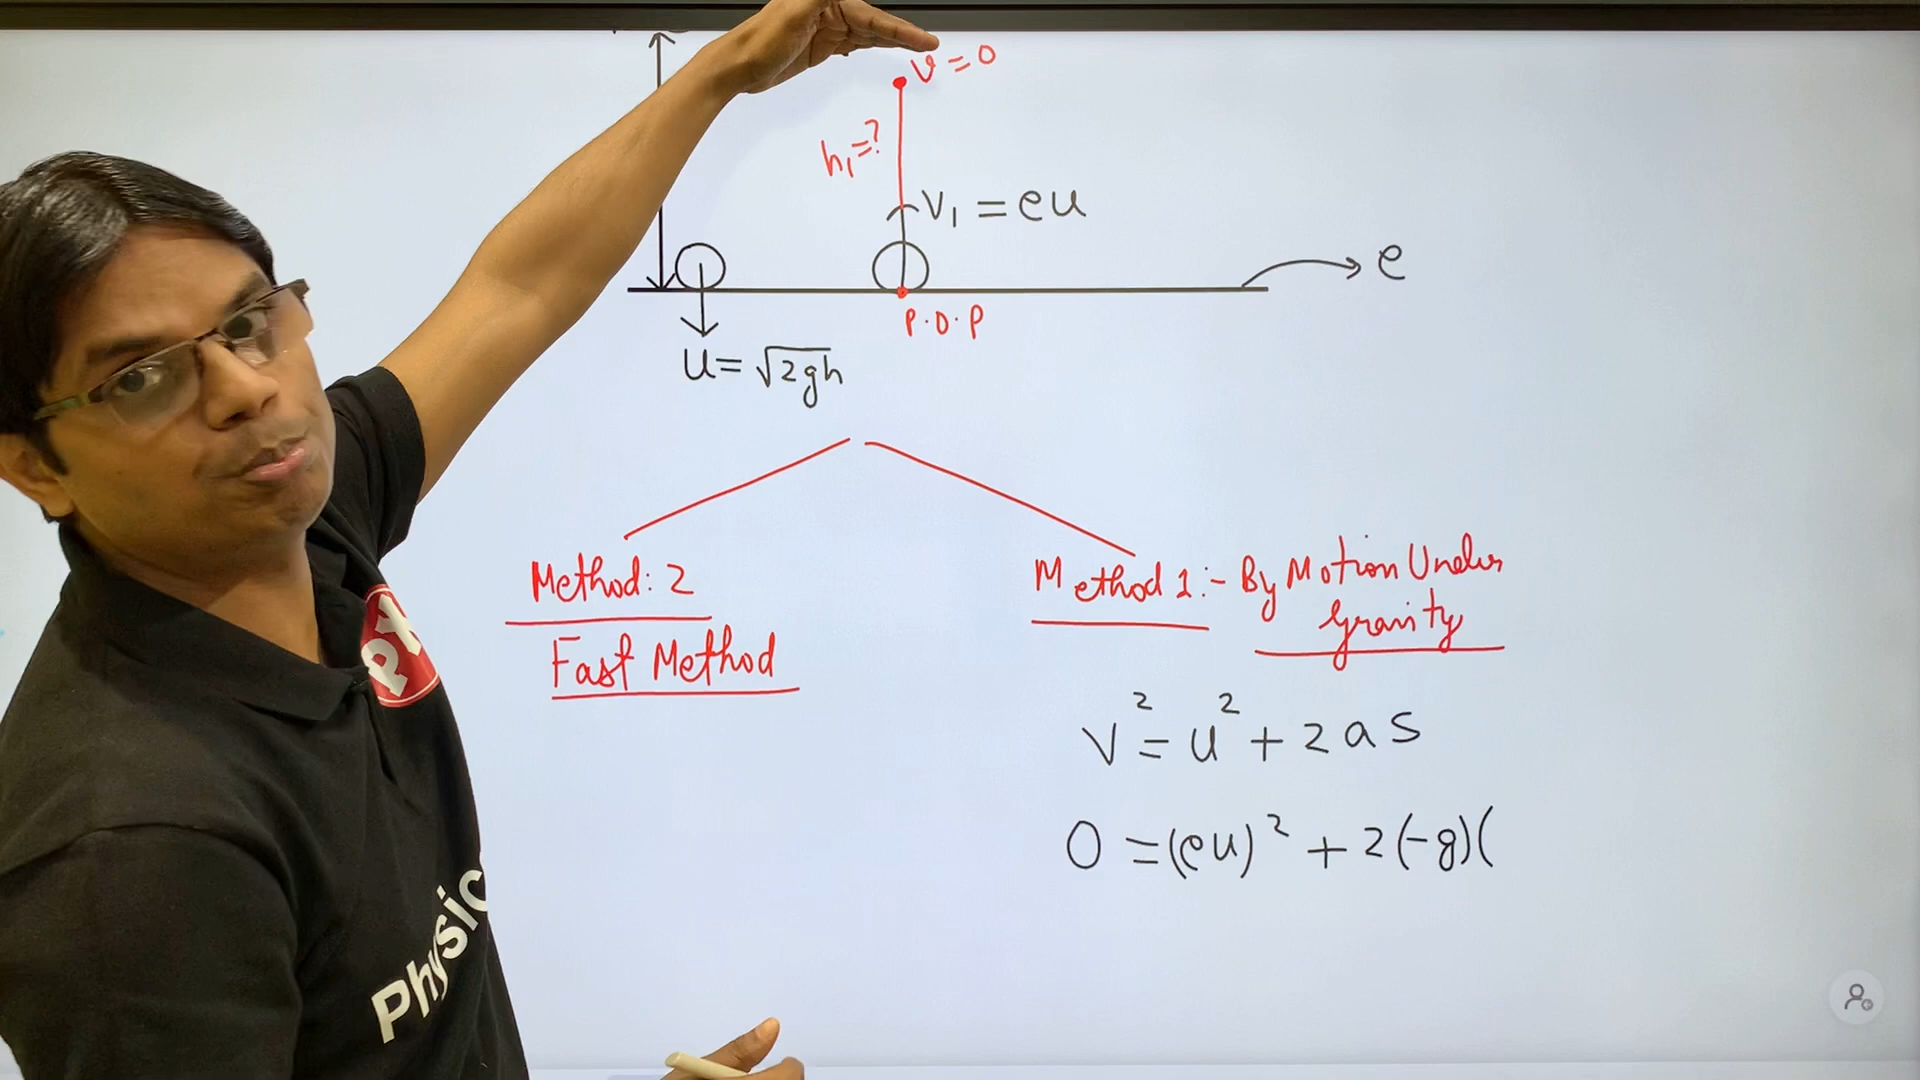 v = 0
h₁ = ?
v₁ = eu
e
P.O.P
u = √2gh
Method: 2
Fast Method
Method 1:- By Motion Under
Gravity
v² = u² + 2as
0 = (eu)² + 2(-g)(
PX
Physic